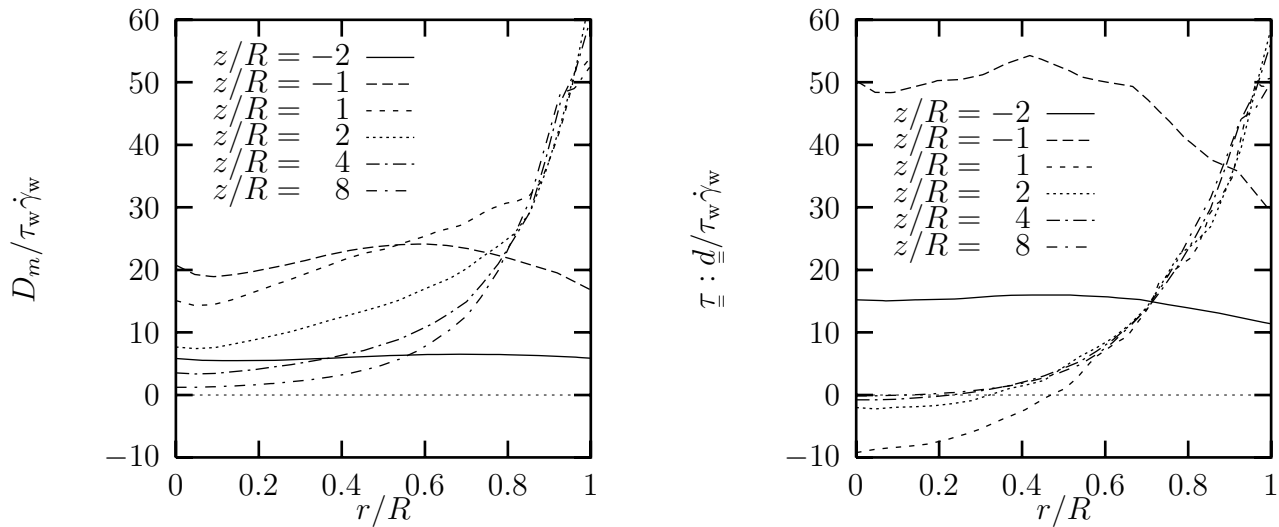 60
50
40
30
20
10
0
−10
0 0.2 0.4 0.6 0.8 1
r/R
D_m/τ_w γ̇_w
z/R = −2
z/R = −1
z/R = 1
z/R = 2
z/R = 4
z/R = 8
60
50
40
30
20
10
0
−10
0 0.2 0.4 0.6 0.8 1
r/R
τ : d/τ_w γ̇_w
z/R = −2
z/R = −1
z/R = 1
z/R = 2
z/R = 4
z/R = 8